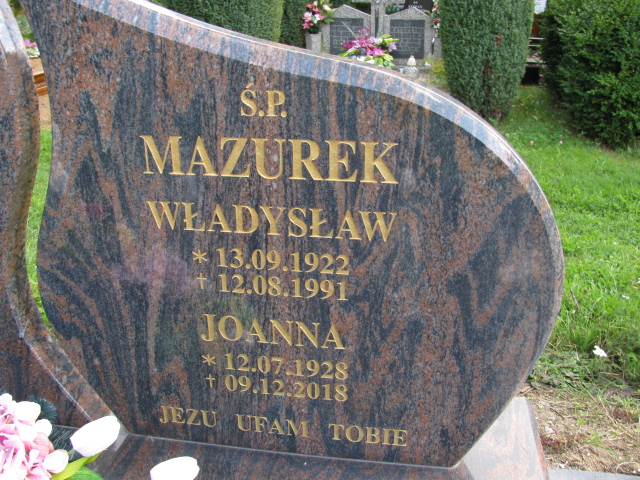 Ś.P.
MAZUREK
WŁADYSŁAW
* 13.09.1922
† 12.08.1991
JOANNA
* 12.07.1928
† 09.12.2018
JEZU UFAM TOBIE